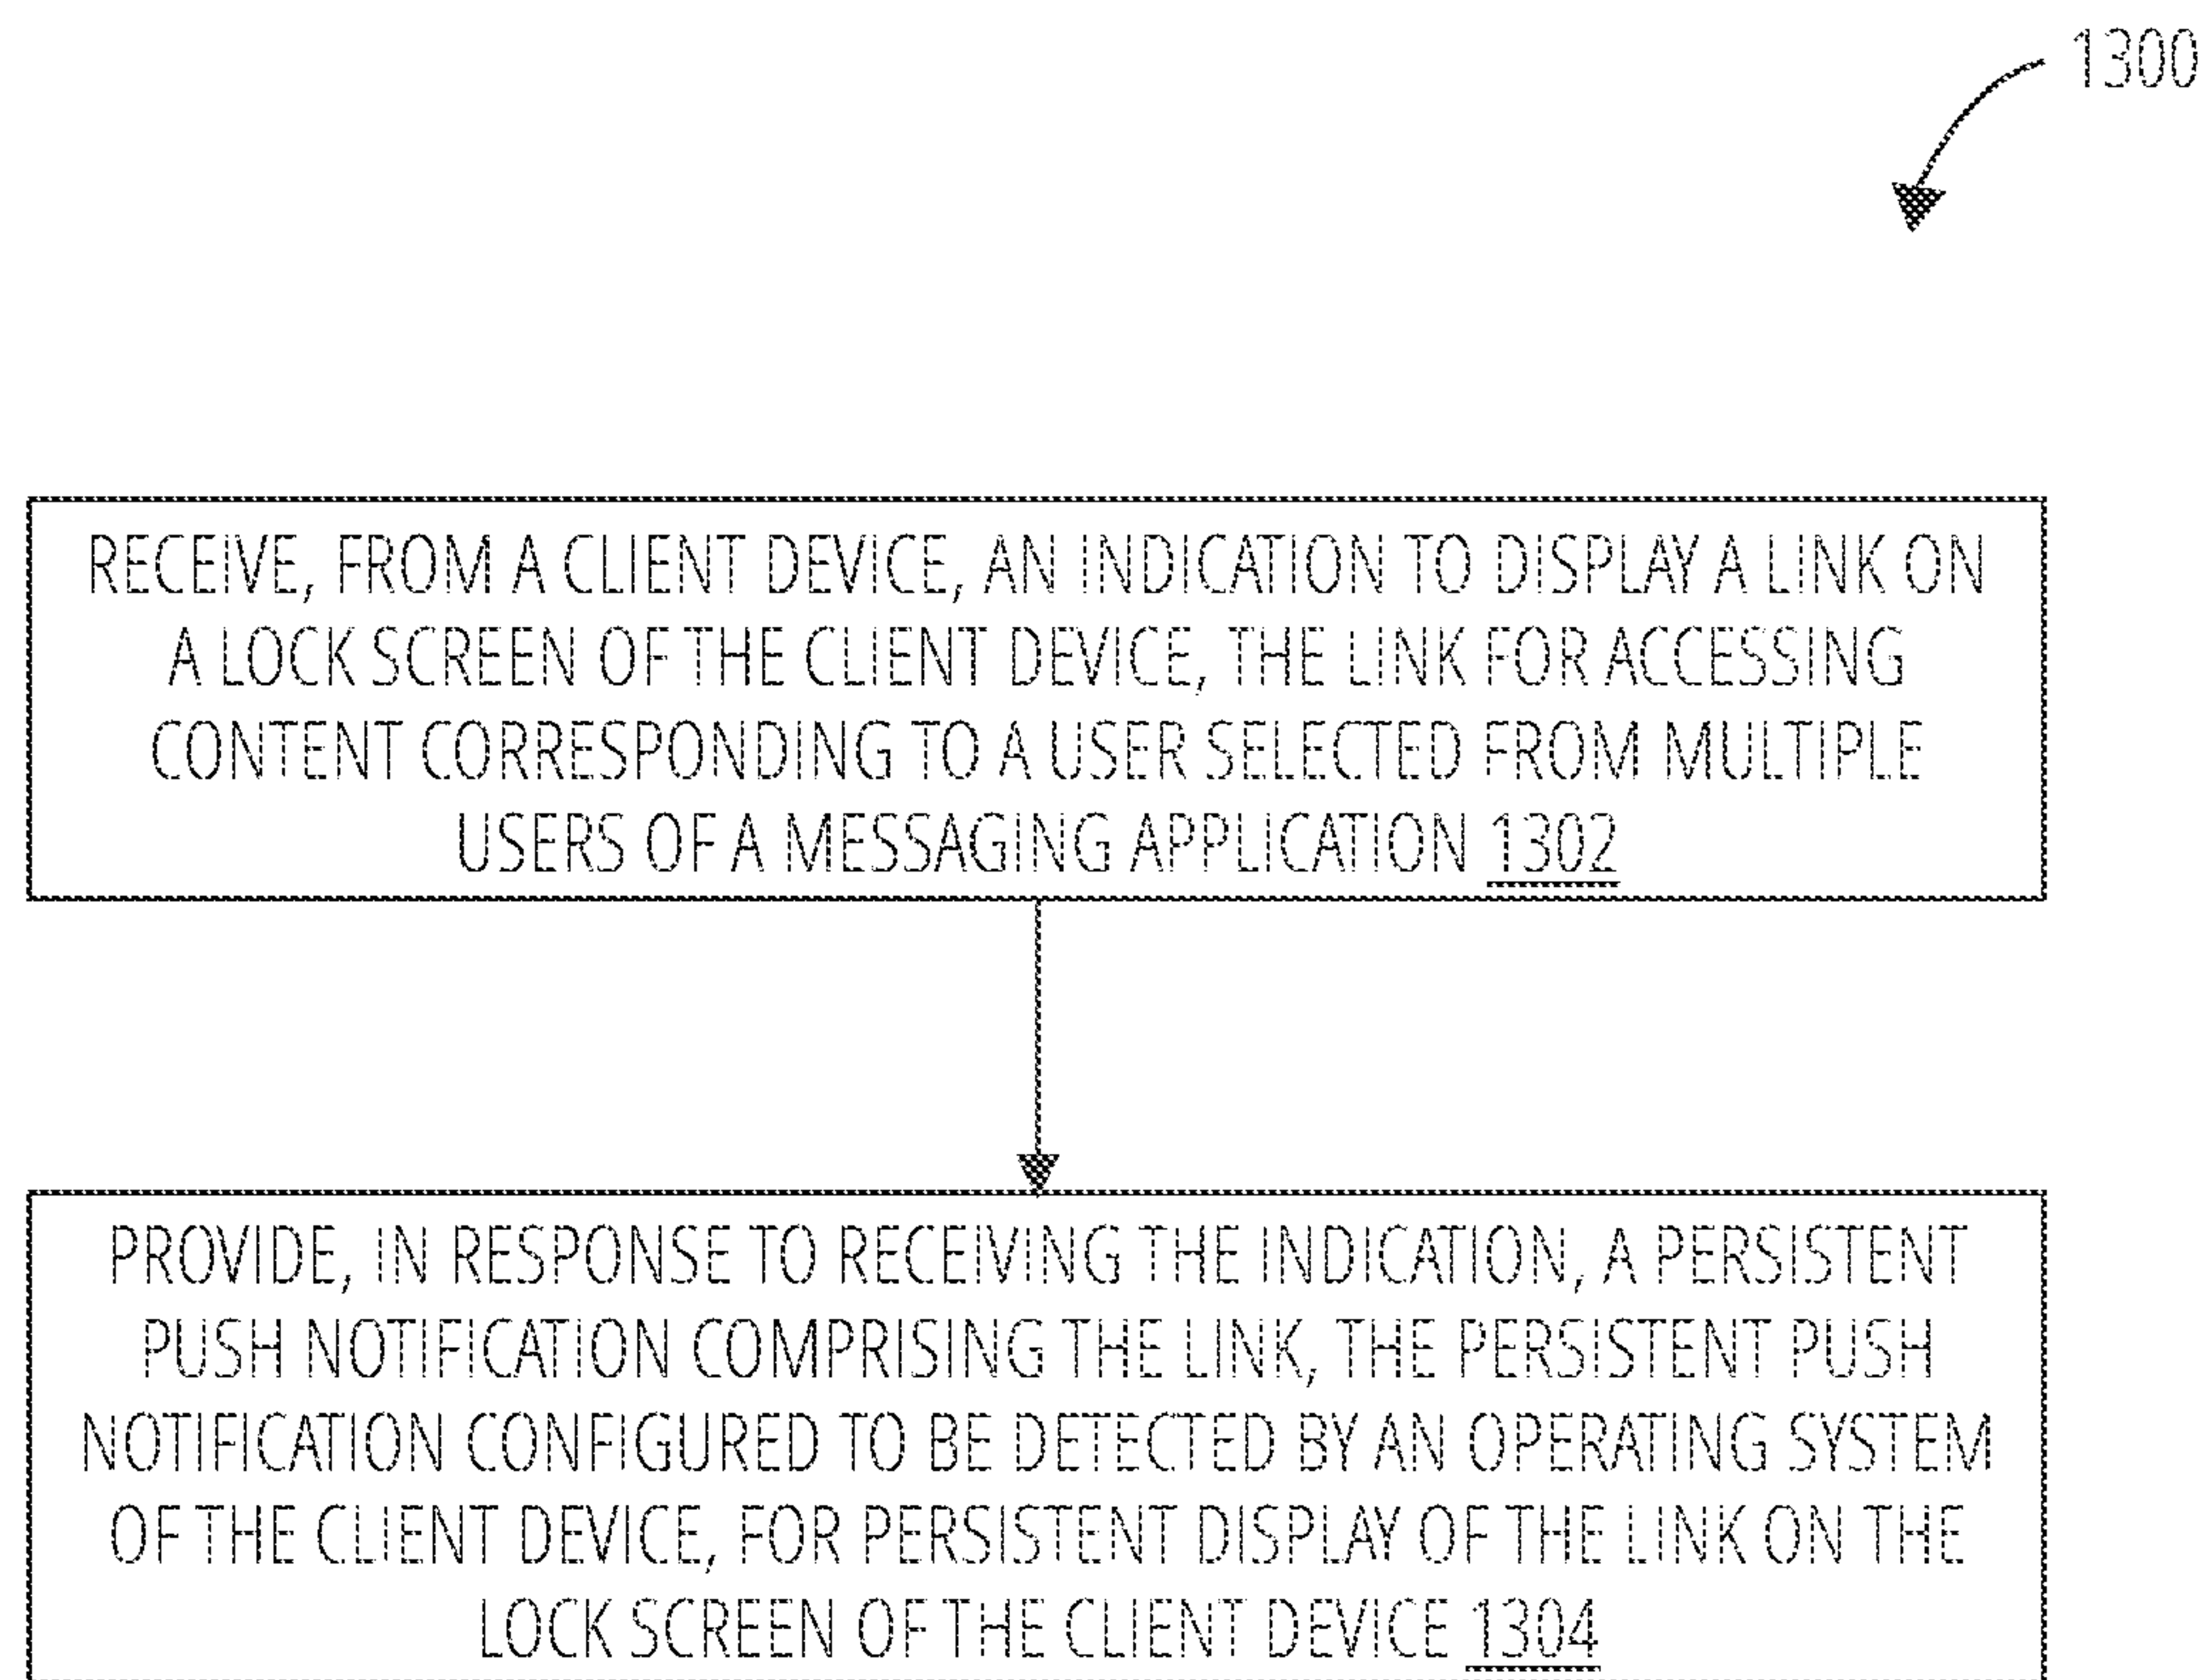 1300
RECEIVE, FROM A CLIENT DEVICE, AN INDICATION TO DISPLAY A LINK ON
A LOCK SCREEN OF THE CLIENT DEVICE, THE LINK FOR ACCESSING
CONTENT CORRESPONDING TO A USER SELECTED FROM MULTIPLE
USERS OF A MESSAGING APPLICATION 1302
PROVIDE, IN RESPONSE TO RECEIVING THE INDICATION, A PERSISTENT
PUSH NOTIFICATION COMPRISING THE LINK, THE PERSISTENT PUSH
NOTIFICATION CONFIGURED TO BE DETECTED BY AN OPERATING SYSTEM
OF THE CLIENT DEVICE, FOR PERSISTENT DISPLAY OF THE LINK ON THE
LOCK SCREEN OF THE CLIENT DEVICE 1304